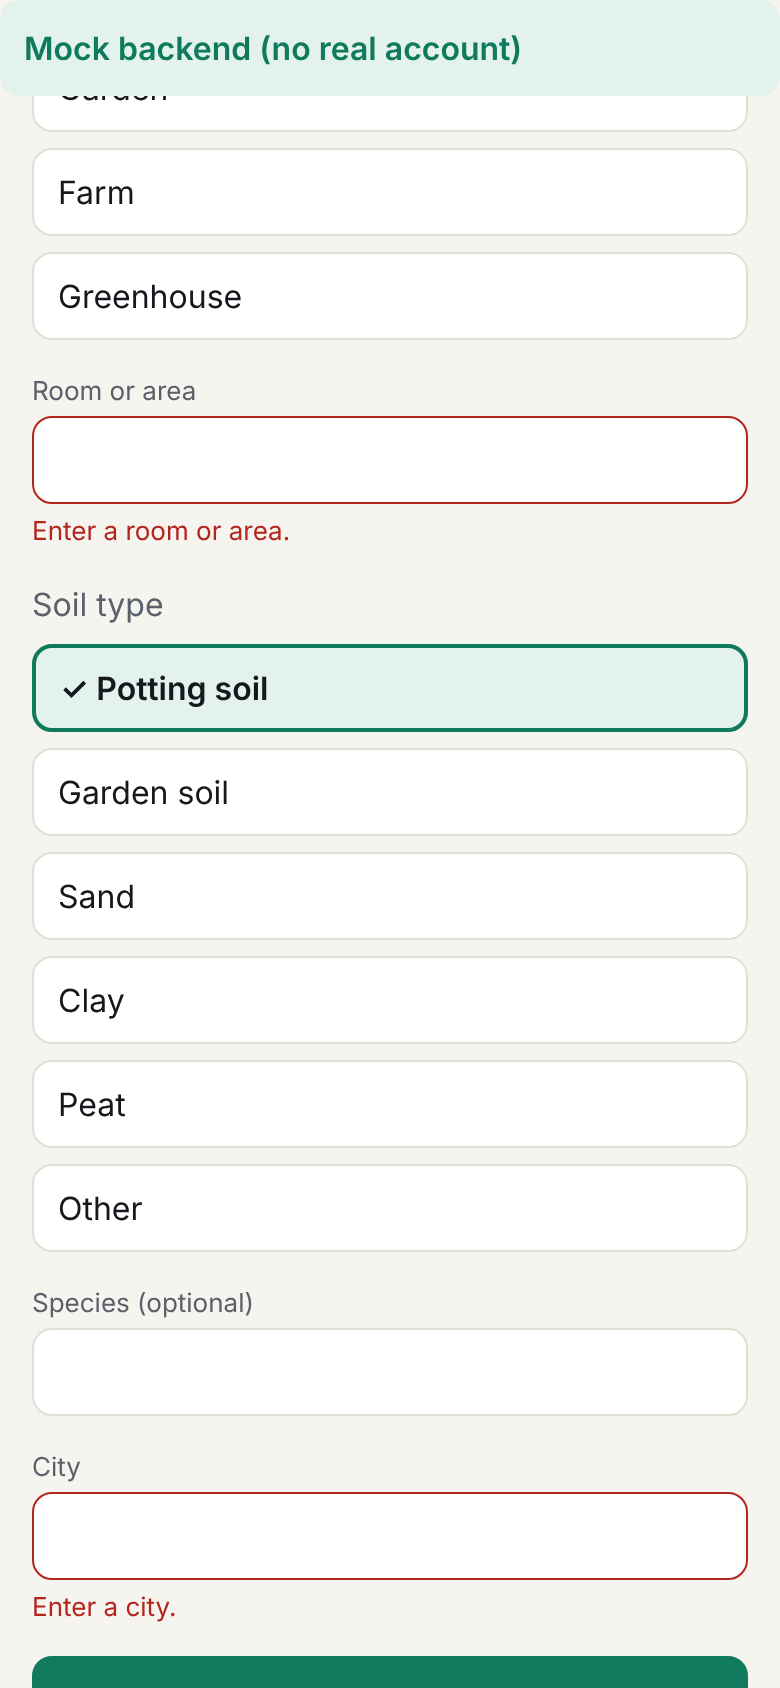 Mock backend (no real account)
Farm
Greenhouse
Room or area
Enter a room or area.
Soil type
✓ Potting soil
Garden soil
Sand
Clay
Peat
Other
Species (optional)
City
Enter a city.